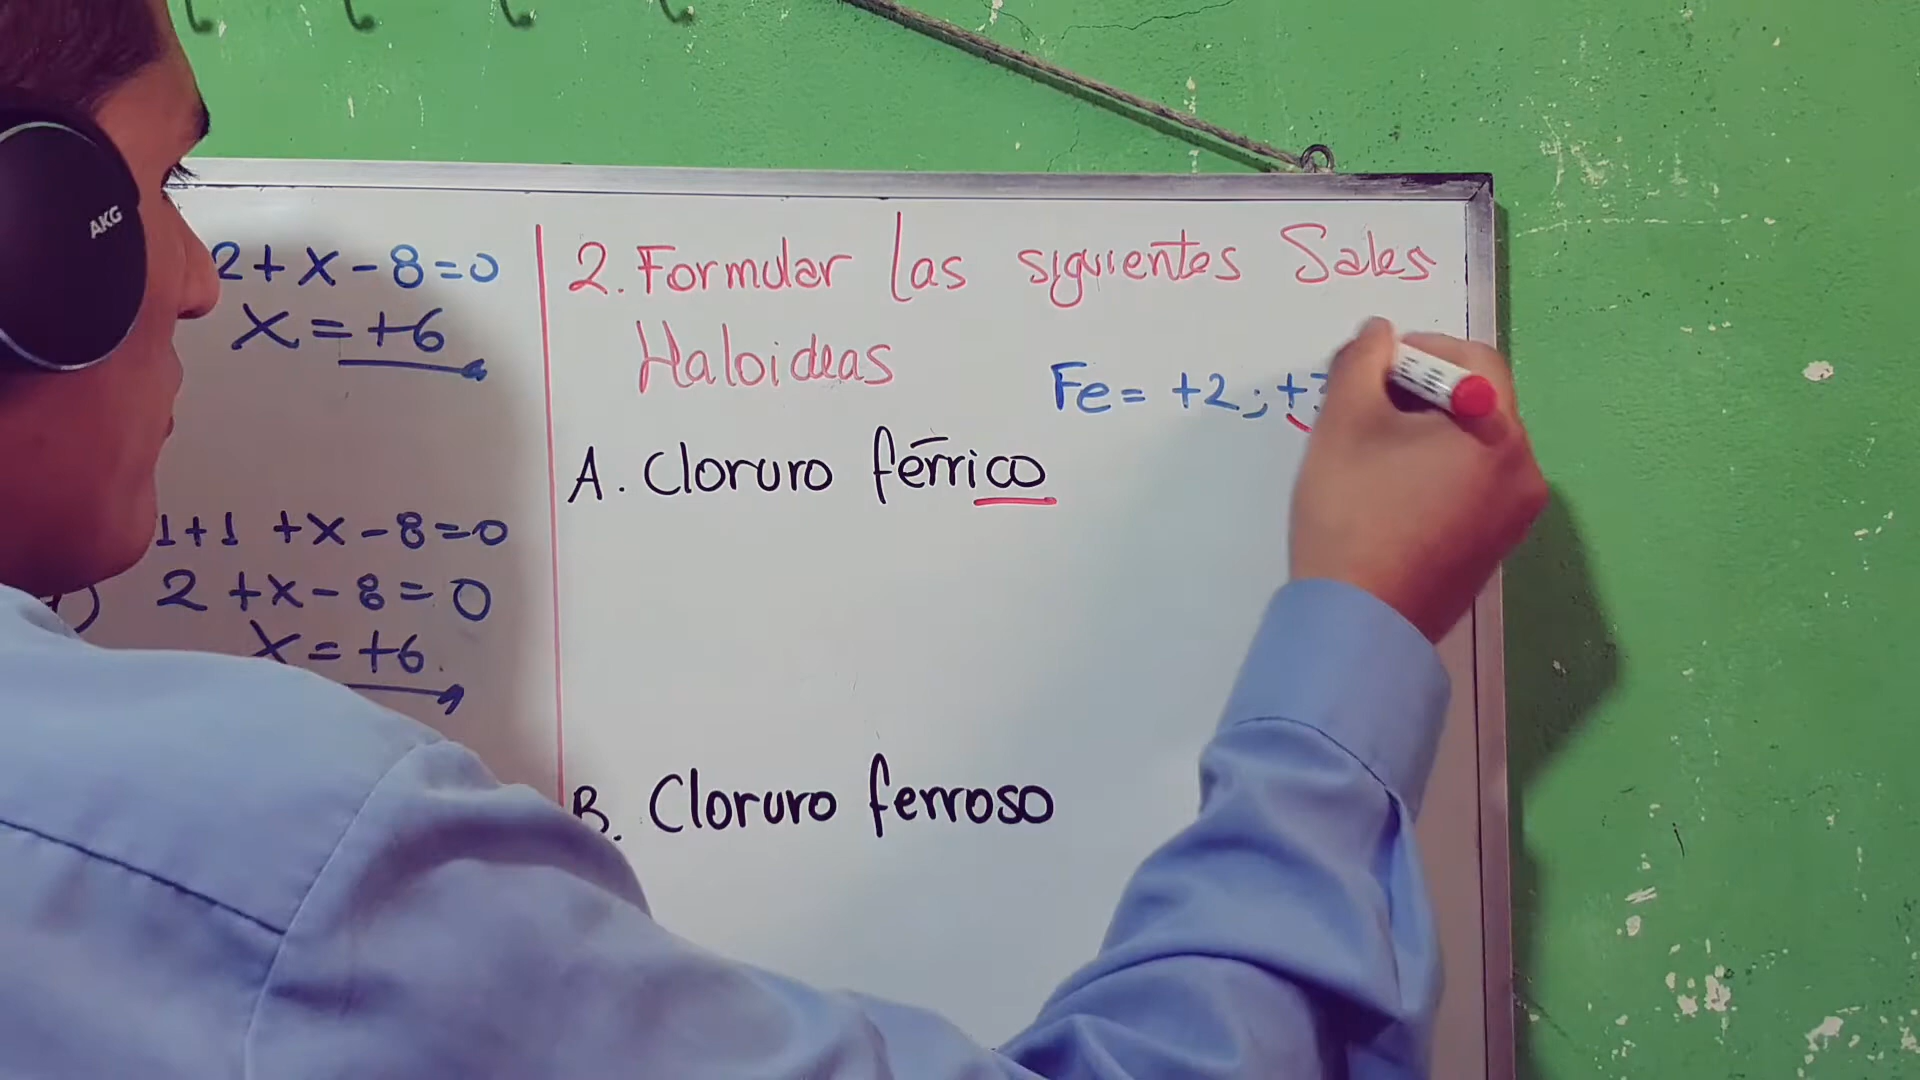 AKG
2+x-8=0
x=+6
1+1 +x-8=0
2+x-8=0
x=+6.
2. Formular las siguientes Sales
Haloideas
Fe= +2; +3
A. Cloruro férrico
B. Cloruro ferroso